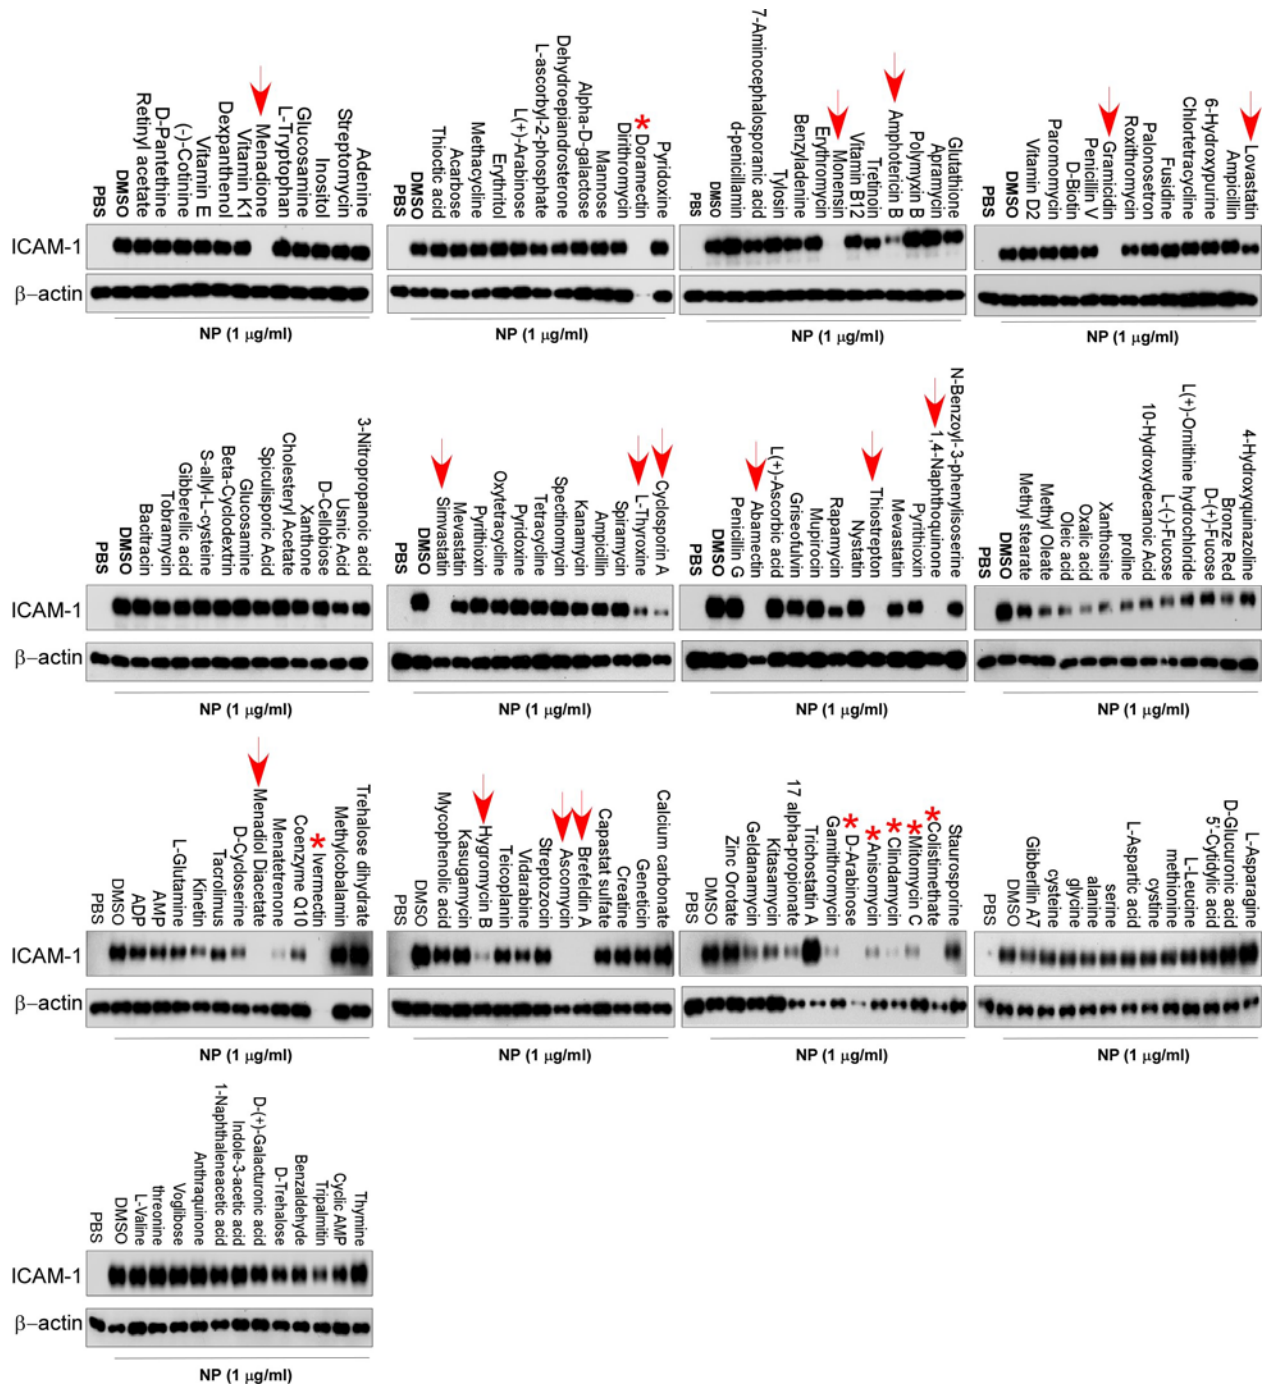 PBS
DMSO
Retinyl acetate
D-Pantethine
(-)-Cotinine
Vitamin E
Dexpanthenol
Vitamin K1
Menadione
L-Tryptophan
Glucosamine
Inositol
Streptomycin
Adenine
PBS
DMSO
Thioctic acid
Acarbose
Methacycline
Erythritol
L(+)-Arabinose
L-ascorbyl-2-phosphate
Dehydroepiandrosterone
Alpha-D-galactose
Mannose
Dirithromycin
* Doramectin
Pyridoxine
PBS
DMSO
d-penicillamin
7-Aminocephalosporanic acid
Tylosin
Benzyladenine
Erythromycin
Monensin
Vitamin B12
Tretinoin
Amphotericin B
Polymyxin B
Apramycin
Glutathione
PBS
DMSO
Vitamin D2
Paromomycin
D-Biotin
Penicillin V
Gramicidin
Roxithromycin
Palonosetron
Fusidine
Chlortetracycline
6-Hydroxypurine
Ampicillin
Lovastatin
ICAM-1
β-actin
NP (1 μg/ml)
NP (1 μg/ml)
NP (1 μg/ml)
NP (1 μg/ml)
PBS
DMSO
Bacitracin
Tobramycin
Gibberellic acid
S-allyl-L-cysteine
Beta-Cyclodextrin
Glucosamine
Spiculisporic Acid
Cholesteryl Acetate
Xanthone
D-Cellobiose
Usnic Acid
3-Nitropropanoic acid
PBS
DMSO
Simvastatin
Mevastatin
Pyrithioxin
Oxytetracycline
Pyridoxine
Tetracycline
Spectinomycin
Kanamycin
Ampicillin
Spiramycin
L-Thyroxine
Cyclosporin A
PBS
DMSO
Penicillin G
Abamectin
L(+)-Ascorbic acid
Griseofulvin
Mupirocin
Rapamycin
Nystatin
Thiostrepton
Mevastatin
Pyrithioxin
1,4-Naphthoquinone
N-Benzoyl-3-phenylisoserine
PBS
DMSO
Methyl stearate
Methyl Oleate
Oleic acid
Oxalic acid
Xanthosine
proline
10-Hydroxydecanoic Acid
L-(-)-Fucose
L(+)-Ornithine hydrochloride
D-(+)-Fucose
Bronze Red
4-Hydroxyquinazoline
ICAM-1
β-actin
NP (1 μg/ml)
NP (1 μg/ml)
NP (1 μg/ml)
NP (1 μg/ml)
PBS
DMSO
ADP
AMP
L-Glutamine
Kinetin
Tacrolimus
D-Cycloserine
Menadiol Diacetate
Menatetrenone
Coenzyme Q10
* Ivermectin
Methylcobalamin
Trehalose dihydrate
PBS
DMSO
Mycophenolic acid
Kasugamycin
Hygromycin B
Teicoplanin
Vidarabine
Streptozocin
Ascomycin
Brefeldin A
Capastat sulfate
Creatine
Geneticin
Calcium carbonate
PBS
DMSO
Zinc Orotate
Geldanamycin
Kitasamycin
17 alpha-propionate
Trichostatin A
Gamithromycin
* D-Arabinose
* Anisomycin
* Clindamycin
* Mitomycin C
* Colistimethate
Staurosporine
PBS
DMSO
Gibberllin A7
cysteine
glycine
alanine
serine
L-Aspartic acid
cystine
methionine
L-Leucine
5'-Cytidylic acid
D-Glucuronic acid
L-Asparagine
ICAM-1
β-actin
NP (1 μg/ml)
NP (1 μg/ml)
NP (1 μg/ml)
NP (1 μg/ml)
PBS
DMSO
L-Valine
threonine
Voglibose
Anthraquinone
1-Naphthaleneacetic acid
Indole-3-acetic acid
D-(+)-Galacturonic acid
D-Trehalose
Benzaldehyde
Tripalmitin
Cyclic AMP
Thymine
ICAM-1
β-actin
NP (1 μg/ml)